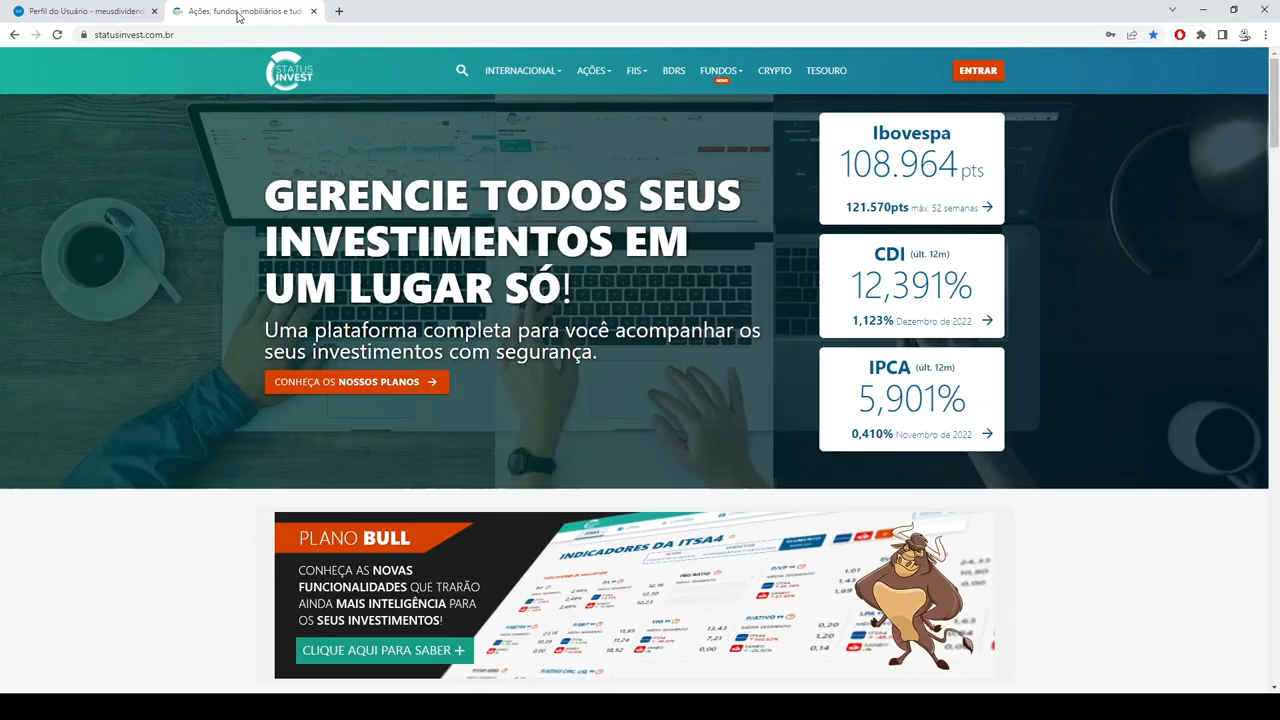 Perfil do Usuário - meusdividend
Ações, fundos imobiliários e tud
statusinvest.com.br
STATUS
INVEST
INTERNACIONAL
AÇÕES
FIIS
BDRS
FUNDOS
NOVO
CRYPTO
TESOURO
ENTRAR
GERENCIE TODOS SEUS
INVESTIMENTOS EM
UM LUGAR SÓ!
Uma plataforma completa para você acompanhar os
seus investimentos com segurança.
CONHEÇA OS NOSSOS PLANOS
Ibovespa
108.964 pts
121.570pts máx. 52 semanas
CDI (últ. 12m)
12,391%
1,123% Dezembro de 2022
IPCA (últ. 12m)
5,901%
0,410% Novembro de 2022
PLANO BULL
CONHEÇA AS NOVAS
FUNCIONALIDADES QUE TRARÃO
AINDA MAIS INTELIGÊNCIA PARA
OS SEUS INVESTIMENTOS!
CLIQUE AQUI PARA SABER +
INDICADORES DA ITSA4